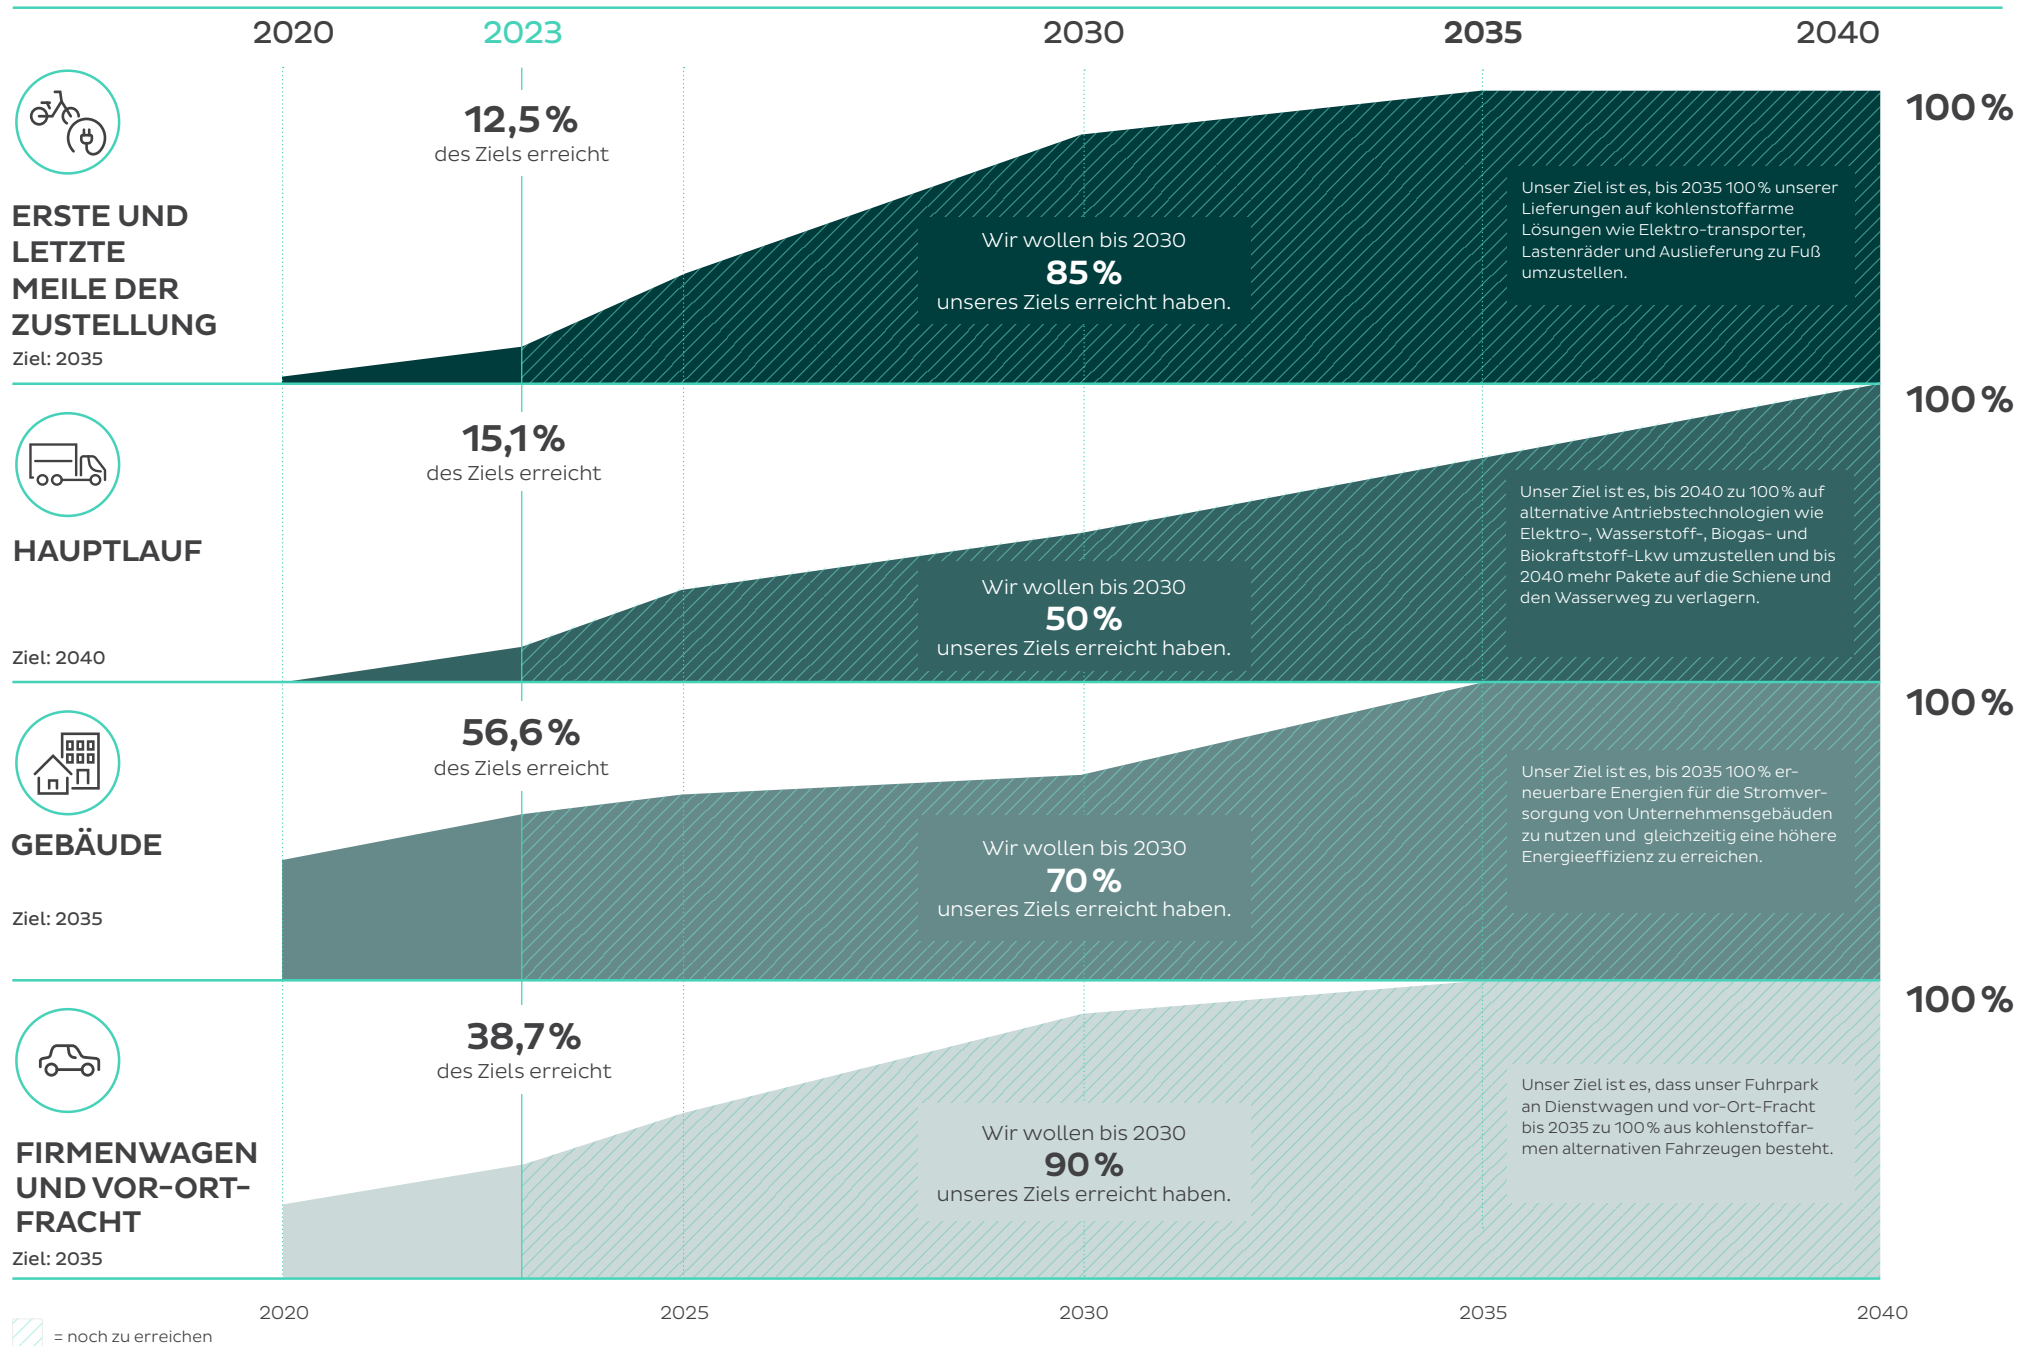 2020
2023
2030
2035
2040
ERSTE UND
LETZTE
MEILE DER
ZUSTELLUNG
Ziel: 2035
12,5 %
des Ziels erreicht
Wir wollen bis 2030
85 %
unseres Ziels erreicht haben.
Unser Ziel ist es, bis 2035 100 % unserer
Lieferungen auf kohlenstoffarme
Lösungen wie Elektro-transporter,
Lastenräder und Auslieferung zu Fuß
umzustellen.
100 %
HAUPTLAUF
Ziel: 2040
15,1 %
des Ziels erreicht
Wir wollen bis 2030
50 %
unseres Ziels erreicht haben.
Unser Ziel ist es, bis 2040 zu 100 % auf
alternative Antriebstechnologien wie
Elektro-, Wasserstoff-, Biogas- und
Biokraftstoff-Lkw umzustellen und bis
2040 mehr Pakete auf die Schiene und
den Wasserweg zu verlagern.
100 %
GEBÄUDE
Ziel: 2035
56,6 %
des Ziels erreicht
Wir wollen bis 2030
70 %
unseres Ziels erreicht haben.
Unser Ziel ist es, bis 2035 100 % er-
neuerbare Energien für die Stromver-
sorgung von Unternehmensgebäuden
zu nutzen und gleichzeitig eine höhere
Energieeffizienz zu erreichen.
100 %
FIRMENWAGEN
UND VOR-ORT-
FRACHT
Ziel: 2035
38,7 %
des Ziels erreicht
Wir wollen bis 2030
90 %
unseres Ziels erreicht haben.
Unser Ziel ist es, dass unser Fuhrpark
an Dienstwagen und vor-Ort-Fracht
bis 2035 zu 100 % aus kohlenstoffar-
men alternativen Fahrzeugen besteht.
100 %
2020
2025
2030
2035
2040
= noch zu erreichen